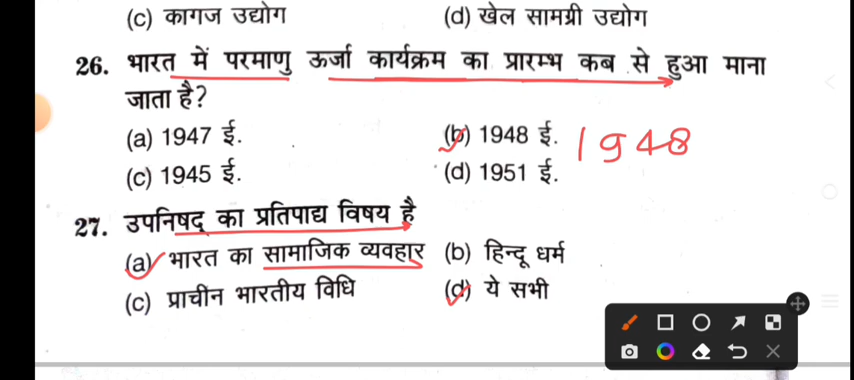 (c) कागज उद्योग (d) खेल सामग्री उद्योग
26. भारत में परमाणु ऊर्जा कार्यक्रम का प्रारम्भ कब से हुआ माना
जाता है?
(a) 1947 ई. (b) 1948 ई. 1948
(c) 1945 ई. (d) 1951 ई.
27. उपनिषद् का प्रतिपाद्य विषय है
(a) भारत का सामाजिक व्यवहार (b) हिन्दू धर्म
(c) प्राचीन भारतीय विधि (d) ये सभी